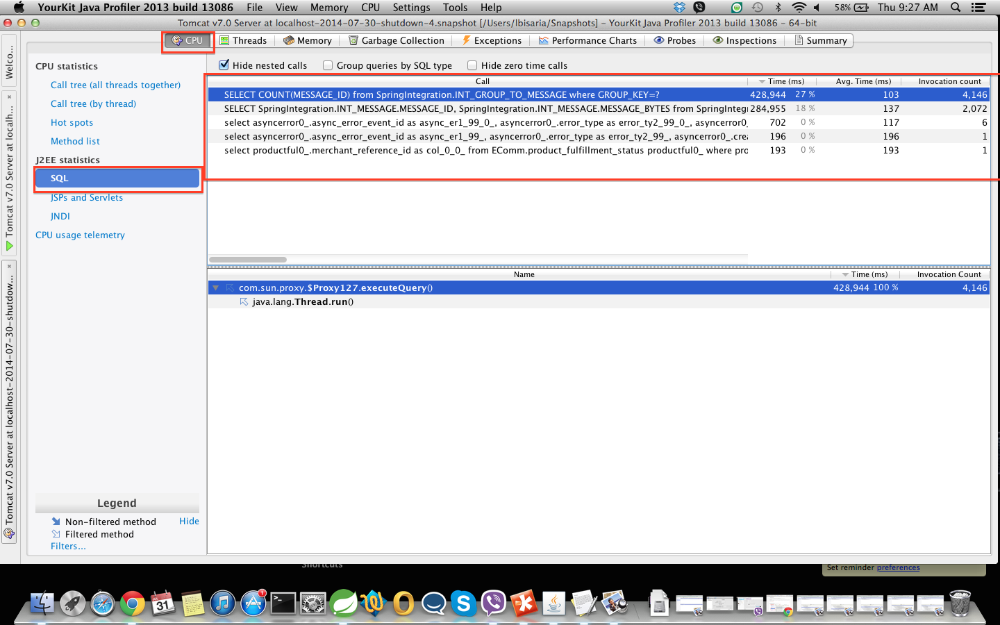 YourKit Java Profiler 2013 build 13086 File View Memory CPU Settings Tools Help 58% Thu 9:27 AM
Tomcat v7.0 Server at localhost-2014-07-30-shutdown-4.snapshot [/Users/lbisaria/Snapshots] - YourKit Java Profiler 2013 build 13086 - 64-bit
Welco...
Tomcat v7.0 Server at localh...
Tomcat v7.0 Server at localhost-2014-07-30-shutdow...
CPU Threads Memory Garbage Collection Exceptions Performance Charts Probes Inspections Summary
CPU statistics
Call tree (all threads together)
Call tree (by thread)
Hot spots
Method list
J2EE statistics
SQL
JSPs and Servlets
JNDI
CPU usage telemetry
Legend
Non-filtered method Hide
Filtered method
Filters...
Hide nested calls Group queries by SQL type Hide zero time calls
Call Time (ms) Avg. Time (ms) Invocation count
SELECT COUNT(MESSAGE_ID) from SpringIntegration.INT_GROUP_TO_MESSAGE where GROUP_KEY=? 428,944 27 % 103 4,146
SELECT SpringIntegration.INT_MESSAGE.MESSAGE_ID, SpringIntegration.INT_MESSAGE.MESSAGE_BYTES from SpringInteg 284,955 18 % 137 2,072
select asyncerror0_.async_error_event_id as async_er1_99_0_, asyncerror0_.error_type as error_ty2_99_0_, asyncerror0_ 702 0 % 117 6
select asyncerror0_.async_error_event_id as async_er1_99_, asyncerror0_.error_type as error_ty2_99_, asyncerror0_.crea 196 0 % 196 1
select productful0_.merchant_reference_id as col_0_0_ from EComm.product_fulfillment_status productful0_ where pro 193 0 % 193 1
Name Time (ms) Invocation Count
com.sun.proxy.$Proxy127.executeQuery() 428,944 100 % 4,146
java.lang.Thread.run()
Shortcuts
Set reminder preferences
31
1